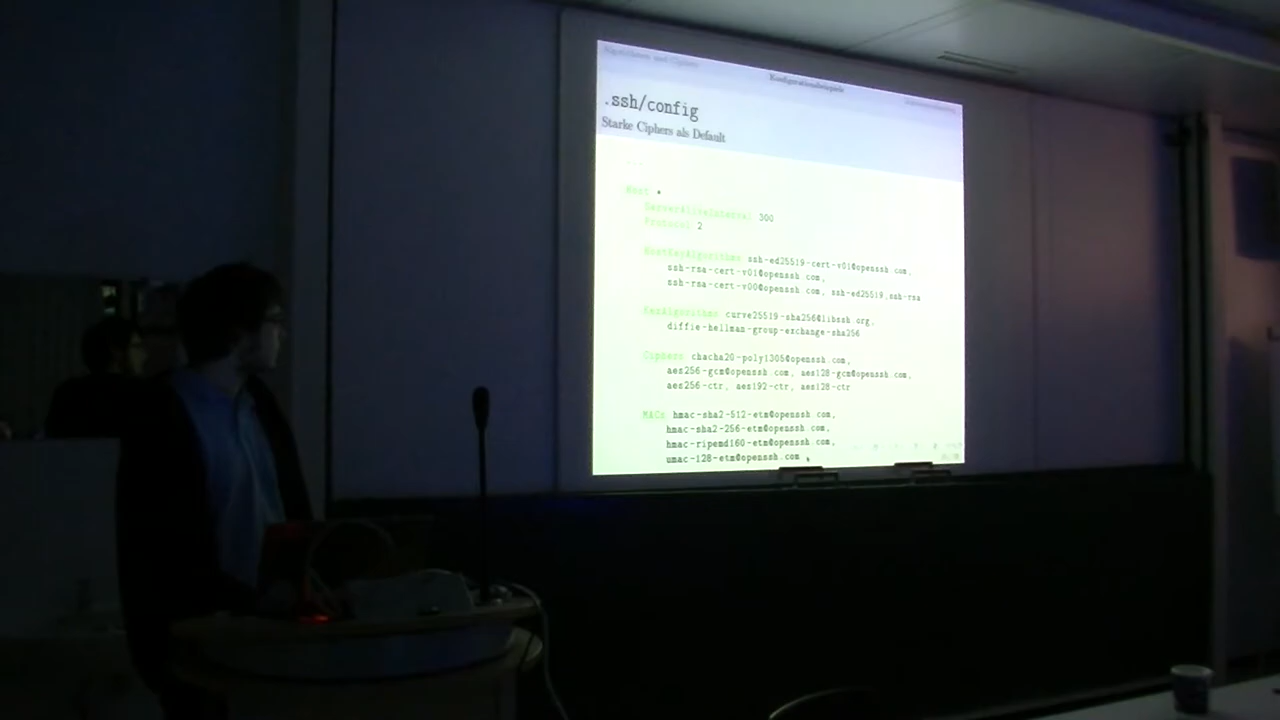 Algorithmen und Ciphers
Konfigurationsbeispiele
.ssh/config
Starke Ciphers als Default
...
Host *
ServerAliveInterval 300
Protocol 2
HostKeyAlgorithms ssh-ed25519-cert-v01@openssh.com,
ssh-rsa-cert-v01@openssh.com,
ssh-rsa-cert-v00@openssh.com, ssh-ed25519,ssh-rsa
KexAlgorithms curve25519-sha256@libssh.org,
diffie-hellman-group-exchange-sha256
Ciphers chacha20-poly1305@openssh.com,
aes256-gcm@openssh.com, aes128-gcm@openssh.com,
aes256-ctr, aes192-ctr, aes128-ctr
MACs hmac-sha2-512-etm@openssh.com,
hmac-sha2-256-etm@openssh.com,
hmac-ripemd160-etm@openssh.com,
umac-128-etm@openssh.com